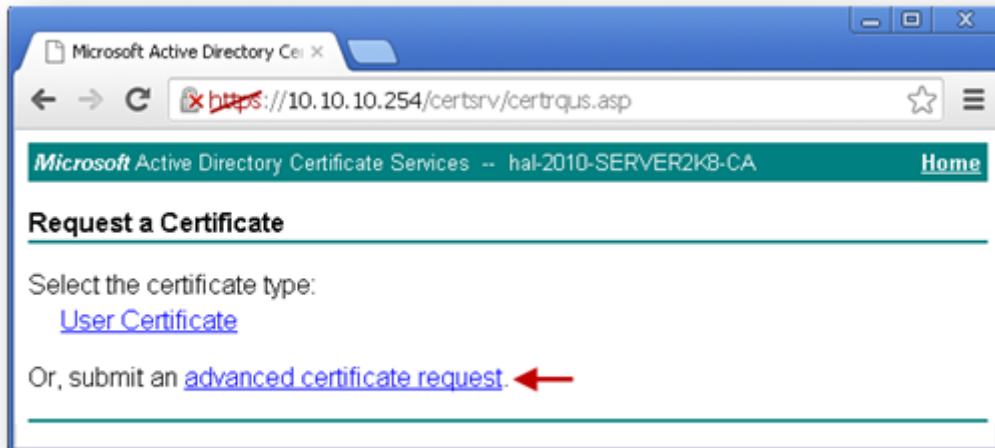 Microsoft Active Directory Cer
https://10.10.10.254/certsrv/certrqus.asp
Microsoft Active Directory Certificate Services -- hal-2010-SERVER2K8-CA Home
Request a Certificate
Select the certificate type:
User Certificate
Or, submit an advanced certificate request.